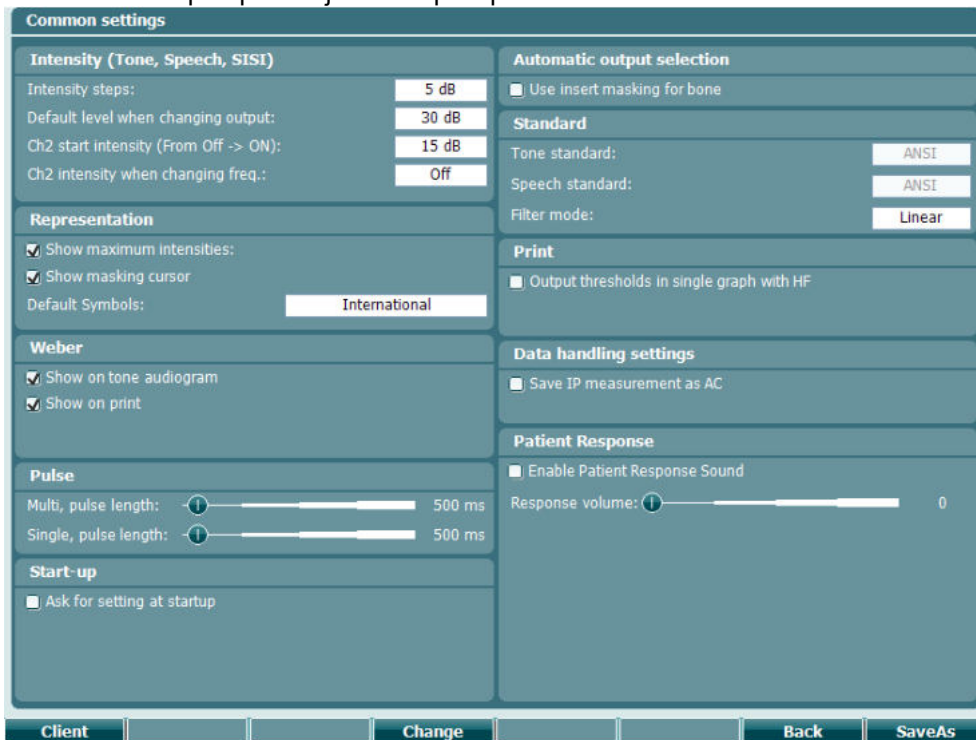 Common settings
Intensity (Tone, Speech, SISI)
Intensity steps: 5 dB
Default level when changing output: 30 dB
Ch2 start intensity (From Off -> ON): 15 dB
Ch2 intensity when changing freq.: Off
Representation
Show maximum intensities:
Show masking cursor
Default Symbols: International
Weber
Show on tone audiogram
Show on print
Pulse
Multi, pulse length: 500 ms
Single, pulse length: 500 ms
Start-up
Ask for setting at startup
Automatic output selection
Use insert masking for bone
Standard
Tone standard: ANSI
Speech standard: ANSI
Filter mode: Linear
Print
Output thresholds in single graph with HF
Data handling settings
Save IP measurement as AC
Patient Response
Enable Patient Response Sound
Response volume: 0
Client Change Back SaveAs